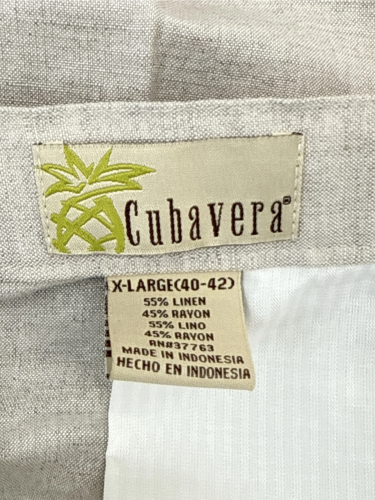 Cubavera®
X-LARGE(40-42)
55% LINEN
45% RAYON
55% LINO
45% RAYON
RN#37763
MADE IN INDONESIA
HECHO EN INDONESIA